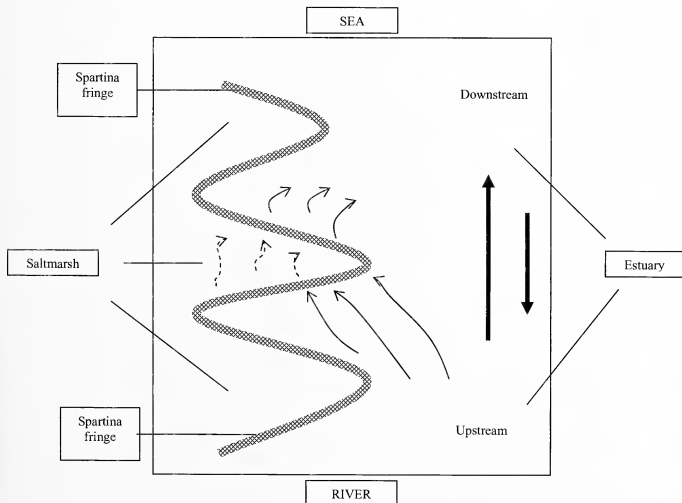 SEA
Spartina
fringe
Downstream
Saltmarsh
Estuary
Spartina
fringe
Upstream
RIVER